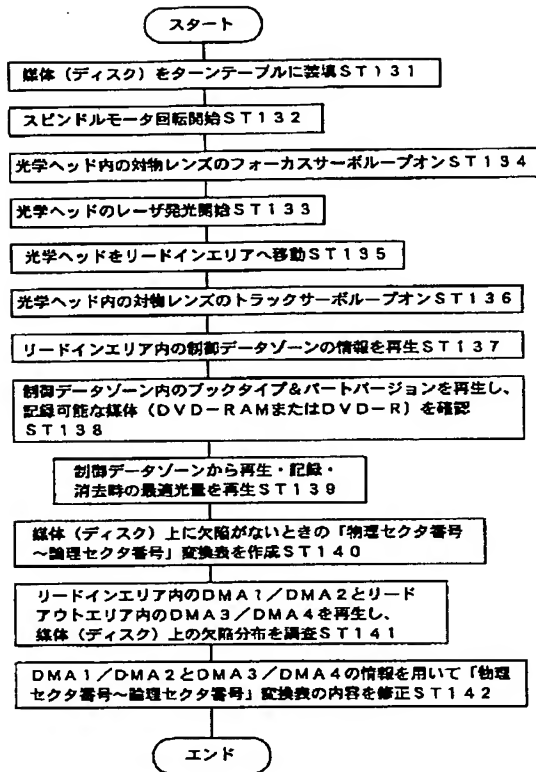 スタート
媒体（ディスク）をターンテーブルに装填ＳＴ１３１
スピンドルモータ回転開始ＳＴ１３２
光学ヘッド内の対物レンズのフォーカスサーボループオンＳＴ１３４
光学ヘッドのレーザ発光開始ＳＴ１３３
光学ヘッドをリードインエリアへ移動ＳＴ１３５
光学ヘッド内の対物レンズのトラックサーボループオンＳＴ１３６
リードインエリア内の制御データゾーンの情報を再生ＳＴ１３７
制御データゾーン内のブックタイプ＆パートバージョンを再生し、
記録可能な媒体（ＤＶＤ－ＲＡＭまたはＤＶＤ－Ｒ）を確認
ＳＴ１３８
制御データゾーンから再生・記録・
消去時の最適光量を再生ＳＴ１３９
媒体（ディスク）上に欠陥がないときの「物理セクタ番号
～論理セクタ番号」変換表を作成ＳＴ１４０
リードインエリア内のＤＭＡ１／ＤＭＡ２とリード
アウトエリア内のＤＭＡ３／ＤＭＡ４を再生し、
媒体（ディスク）上の欠陥分布を調査ＳＴ１４１
ＤＭＡ１／ＤＭＡ２とＤＭＡ３／ＤＭＡ４の情報を用いて「物理
セクタ番号～論理セクタ番号」変換表の内容を修正ＳＴ１４２
エンド